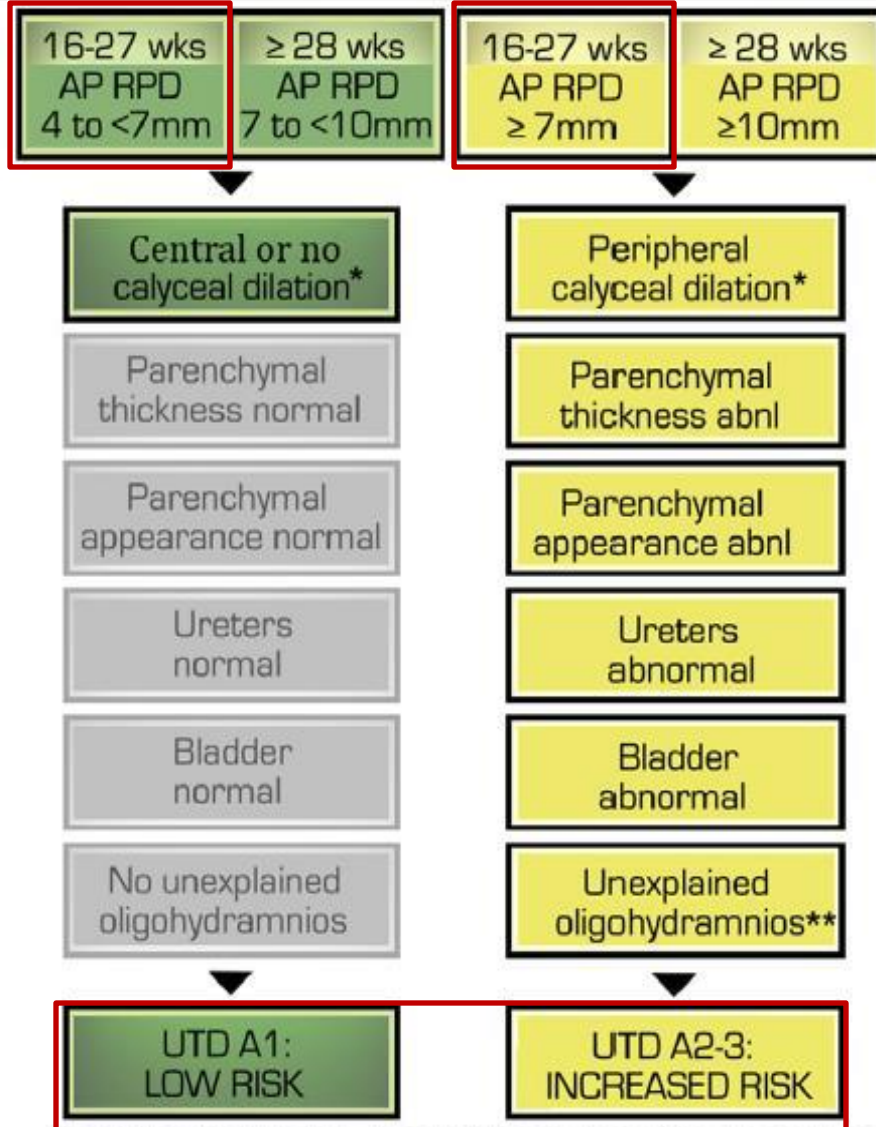 16-27 wks
AP RPD
4 to <7mm
≥ 28 wks
AP RPD
7 to <10mm
16-27 wks
AP RPD
≥ 7mm
≥ 28 wks
AP RPD
≥10mm
Central or no
calyceal dilation*
Peripheral
calyceal dilation*
Parenchymal
thickness normal
Parenchymal
thickness abnl
Parenchymal
appearance normal
Parenchymal
appearance abnl
Ureters
normal
Ureters
abnormal
Bladder
normal
Bladder
abnormal
No unexplained
oligohydramnios
Unexplained
oligohydramnios**
UTD A1:
LOW RISK
UTD A2-3:
INCREASED RISK